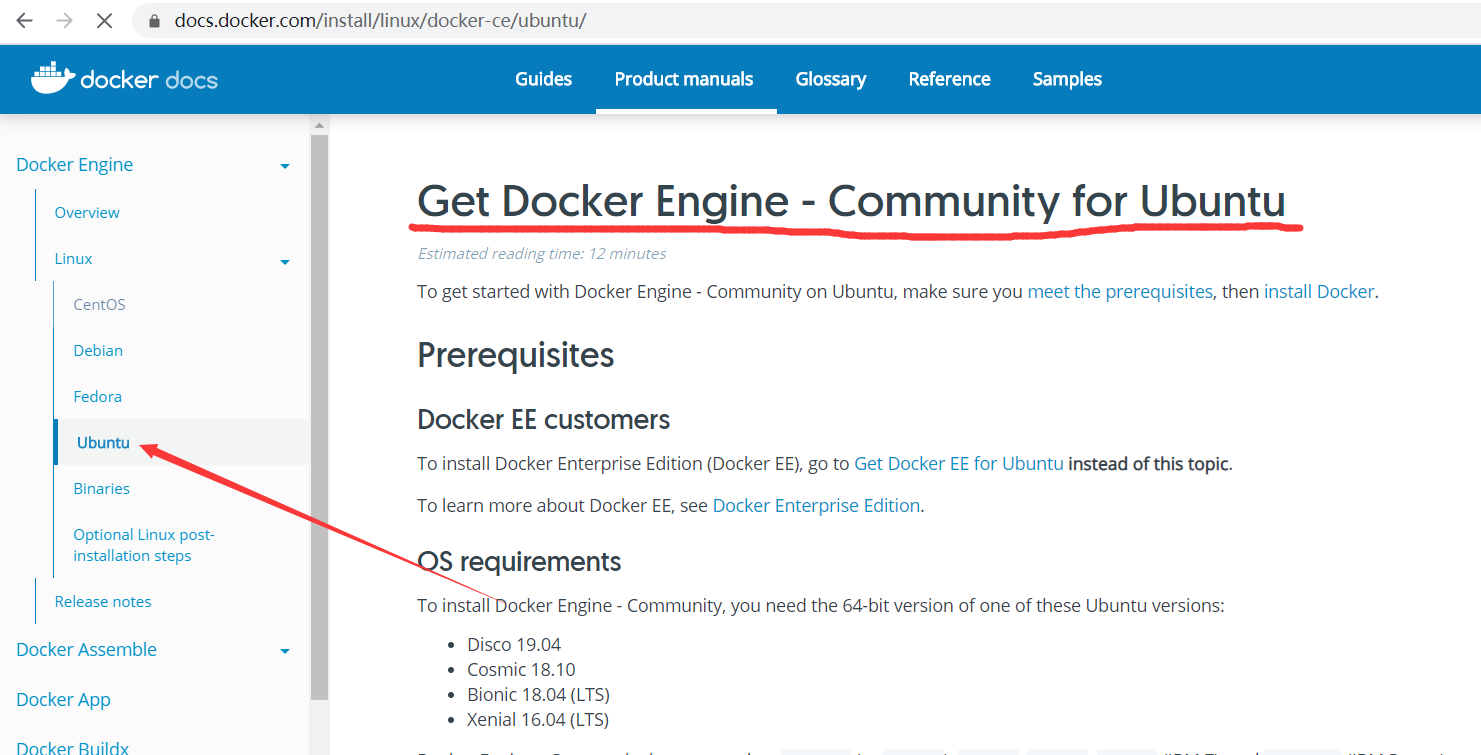 docs.docker.com/install/linux/docker-ce/ubuntu/
docker docs
Guides
Product manuals
Glossary
Reference
Samples
Docker Engine
Overview
Linux
CentOS
Debian
Fedora
Ubuntu
Binaries
Optional Linux post-
installation steps
Release notes
Docker Assemble
Docker App
Docker Buildx
Get Docker Engine - Community for Ubuntu
Estimated reading time: 12 minutes
To get started with Docker Engine - Community on Ubuntu, make sure you meet the prerequisites, then install Docker.
Prerequisites
Docker EE customers
To install Docker Enterprise Edition (Docker EE), go to Get Docker EE for Ubuntu instead of this topic.
To learn more about Docker EE, see Docker Enterprise Edition.
OS requirements
To install Docker Engine - Community, you need the 64-bit version of one of these Ubuntu versions:
• Disco 19.04
• Cosmic 18.10
• Bionic 18.04 (LTS)
• Xenial 16.04 (LTS)